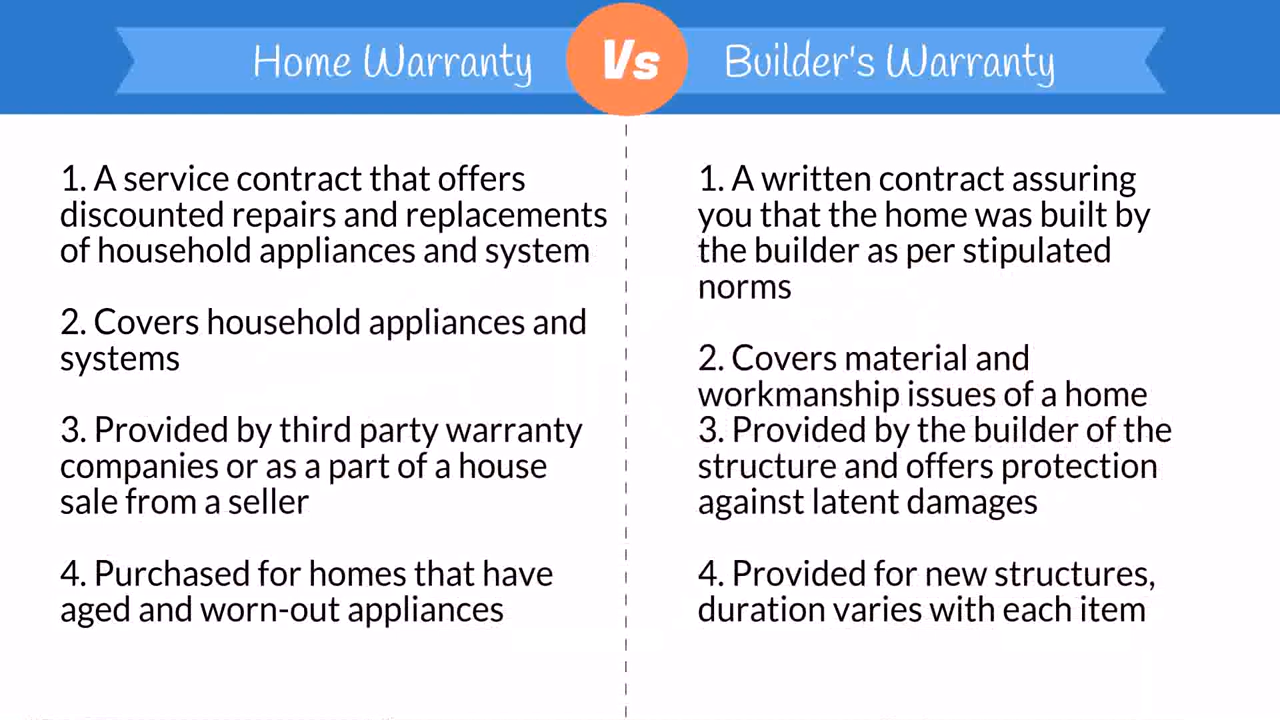 Home Warranty Vs Builder's Warranty
1. A service contract that offers
discounted repairs and replacements
of household appliances and system
2. Covers household appliances and
systems
3. Provided by third party warranty
companies or as a part of a house
sale from a seller
4. Purchased for homes that have
aged and worn-out appliances
1. A written contract assuring
you that the home was built by
the builder as per stipulated
norms
2. Covers material and
workmanship issues of a home
3. Provided by the builder of the
structure and offers protection
against latent damages
4. Provided for new structures,
duration varies with each item